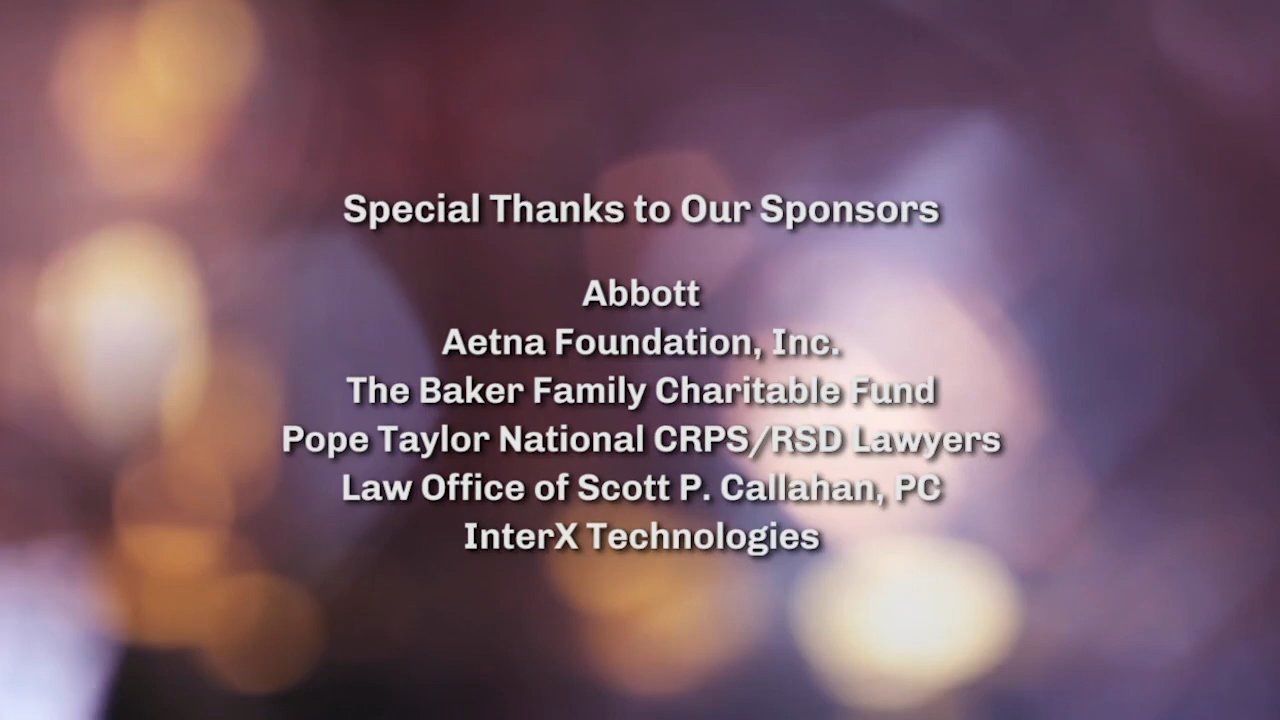 Special Thanks to Our Sponsors
Abbott
Aetna Foundation, Inc.
The Baker Family Charitable Fund
Pope Taylor National CRPS/RSD Lawyers
Law Office of Scott P. Callahan, PC
InterX Technologies